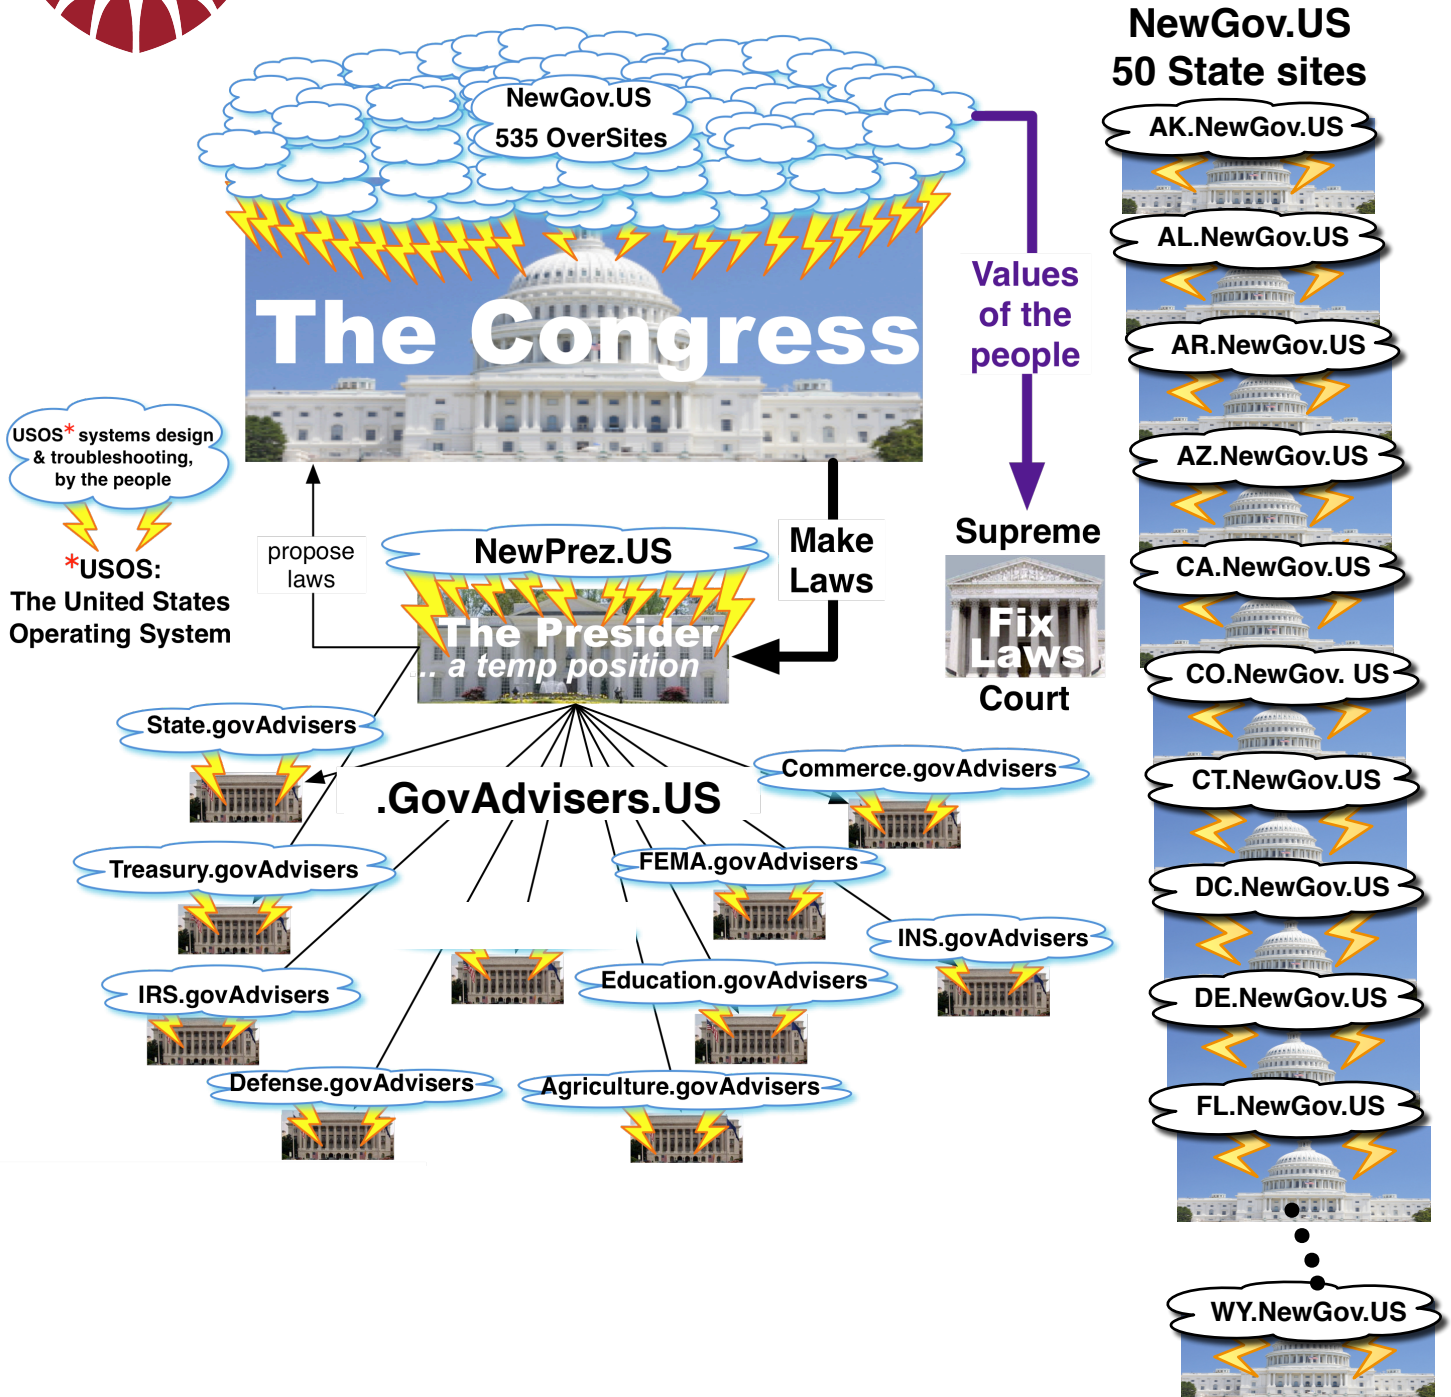 NewGov.US
50 State sites
NewGov.US
535 OverSites
The Congress
Values
of the
people
USOS* systems design
& troubleshooting,
by the people
*USOS:
The United States
Operating System
propose
laws
NewPrez.US
The Presider
... a temp position
Make
Laws
Supreme
Fix
Laws
Court
.GovAdvisers.US
State.govAdvisers
Commerce.govAdvisers
Treasury.govAdvisers
FEMA.govAdvisers
INS.govAdvisers
IRS.govAdvisers
Education.govAdvisers
Defense.govAdvisers
Agriculture.govAdvisers
AK.NewGov.US
AL.NewGov.US
AR.NewGov.US
AZ.NewGov.US
CA.NewGov.US
CO.NewGov. US
CT.NewGov.US
DC.NewGov.US
DE.NewGov.US
FL.NewGov.US
WY.NewGov.US